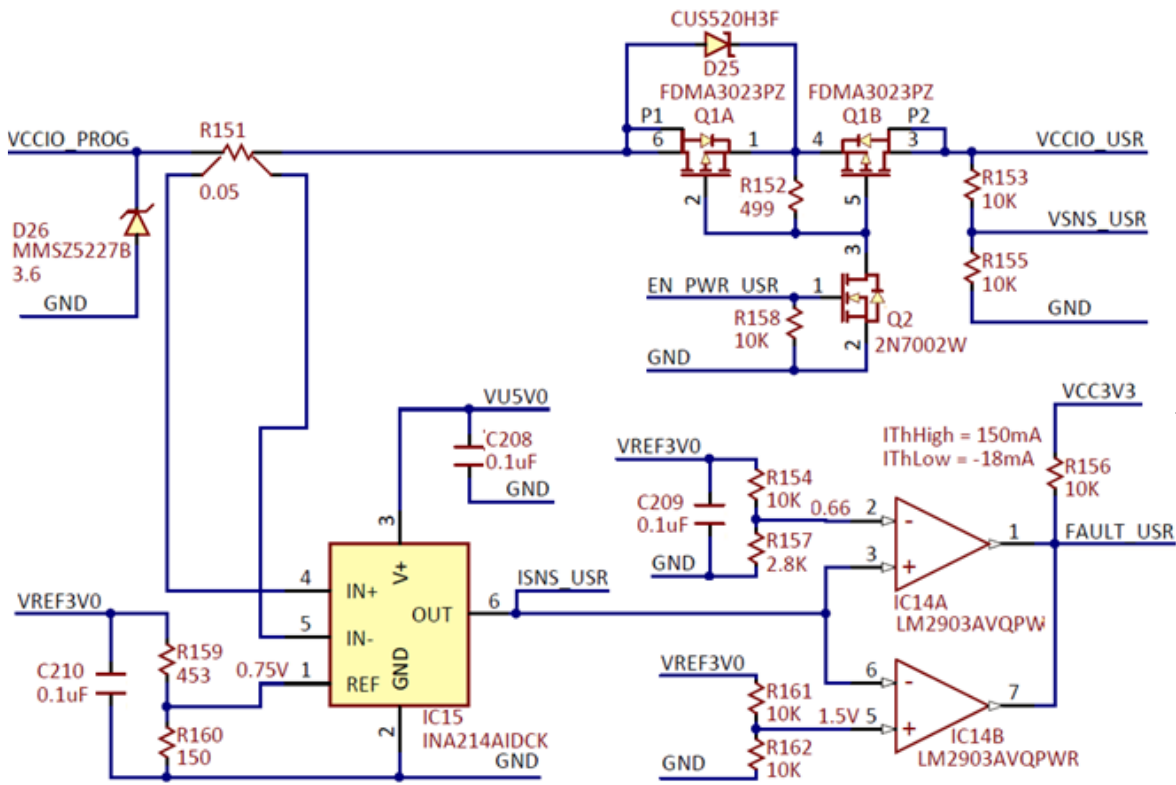 CUS520H3F
D25
FDMA3023PZ
Q1A
FDMA3023PZ
Q1B
P1
P2
VCCIO_PROG
R151
0.05
6
1
4
3
VCCIO_USR
R152
499
2
5
R153
10K
VSNS_USR
R155
10K
GND
D26
MMSZ5227B
3.6
GND
EN_PWR_USR
1
3
2
Q2
2N7002W
R158
10K
GND
VU5V0
C208
0.1uF
GND
VCC3V3
R156
10K
IThHigh = 150mA
IThLow = -18mA
VREF3V0
R154
10K
0.66
C209
0.1uF
R157
2.8K
GND
2
-
3
+
1
FAULT_USR
IC14A
LM2903AVQPW
3
V+
4
IN+
5
IN-
1
REF
GND
2
OUT
6
ISNS_USR
IC15
INA214AIDCK
GND
VREF3V0
C210
0.1uF
R159
453
0.75V
R160
150
VREF3V0
R161
10K
1.5V
R162
10K
GND
6
-
5
+
7
IC14B
LM2903AVQPWR